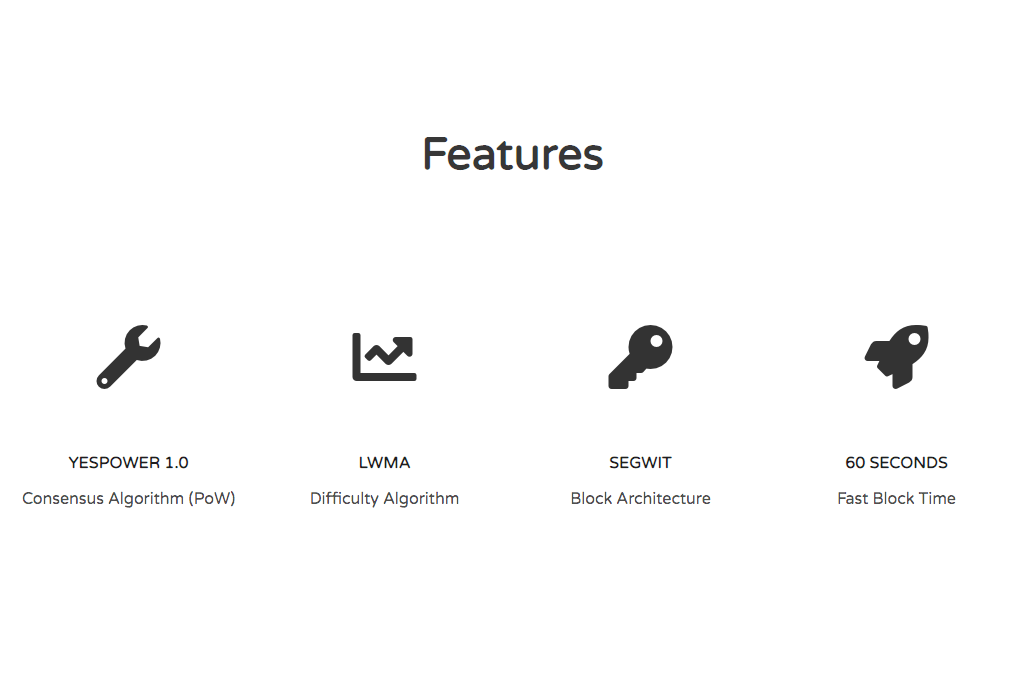 Features
YESPOWER 1.0
Consensus Algorithm (PoW)
LWMA
Difficulty Algorithm
SEGWIT
Block Architecture
60 SECONDS
Fast Block Time